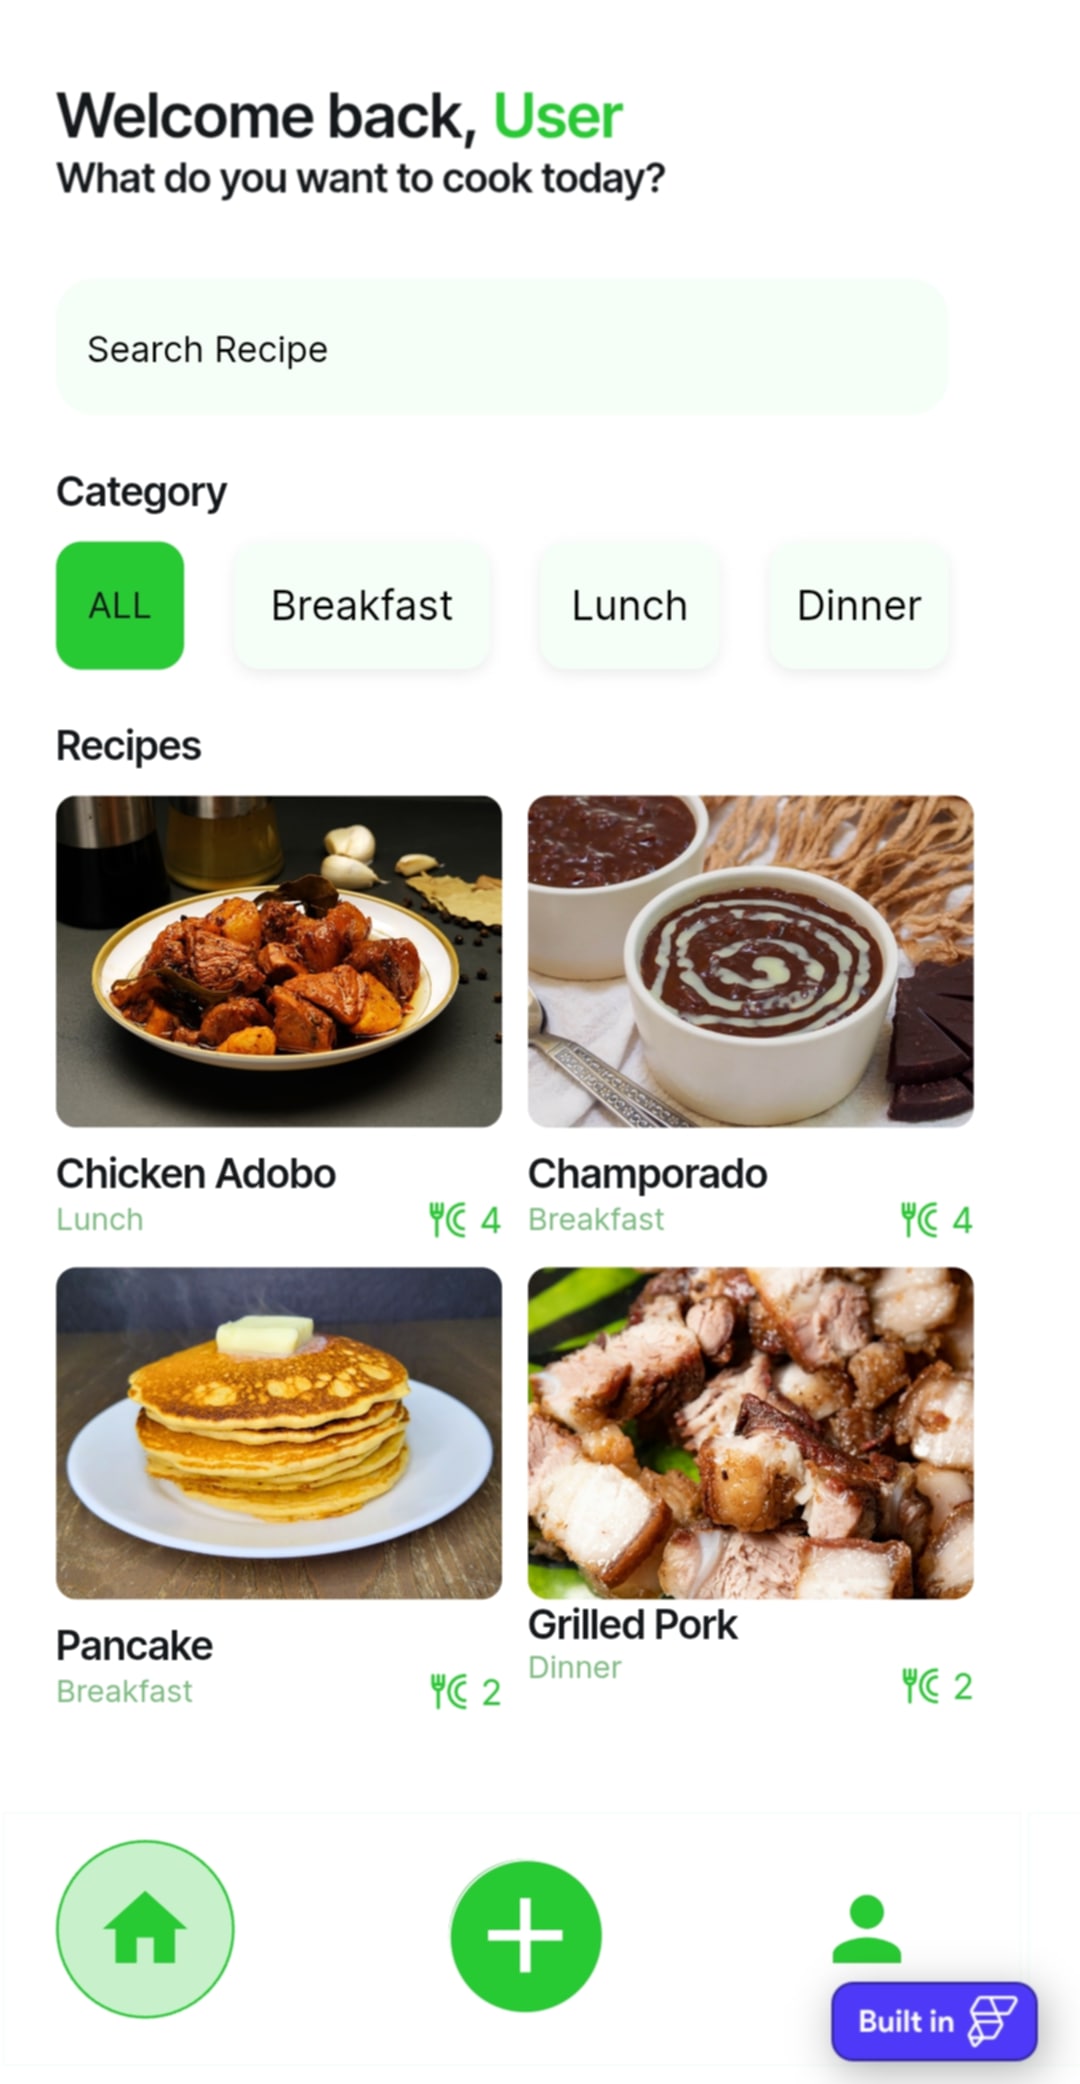 Welcome back, User
What do you want to cook today?
Search Recipe
Category
ALL
Breakfast
Lunch
Dinner
Recipes
Chicken Adobo
Lunch
4
Champorado
Breakfast
4
Pancake
Breakfast
2
Grilled Pork
Dinner
2
Built in